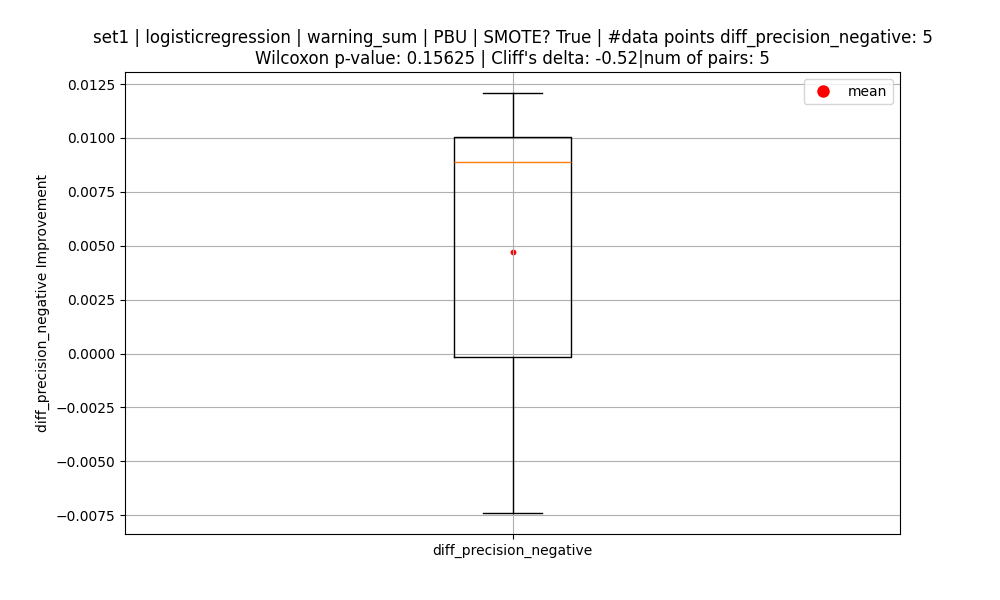 set1 | logisticregression | warning_sum | PBU | SMOTE? True | #data points diff_precision_negative: 5
Wilcoxon p-value: 0.15625 | Cliff's delta: -0.52|num of pairs: 5
mean
0.0125
0.0100
0.0075
0.0050
0.0025
0.0000
−0.0025
−0.0050
−0.0075
diff_precision_negative Improvement
diff_precision_negative